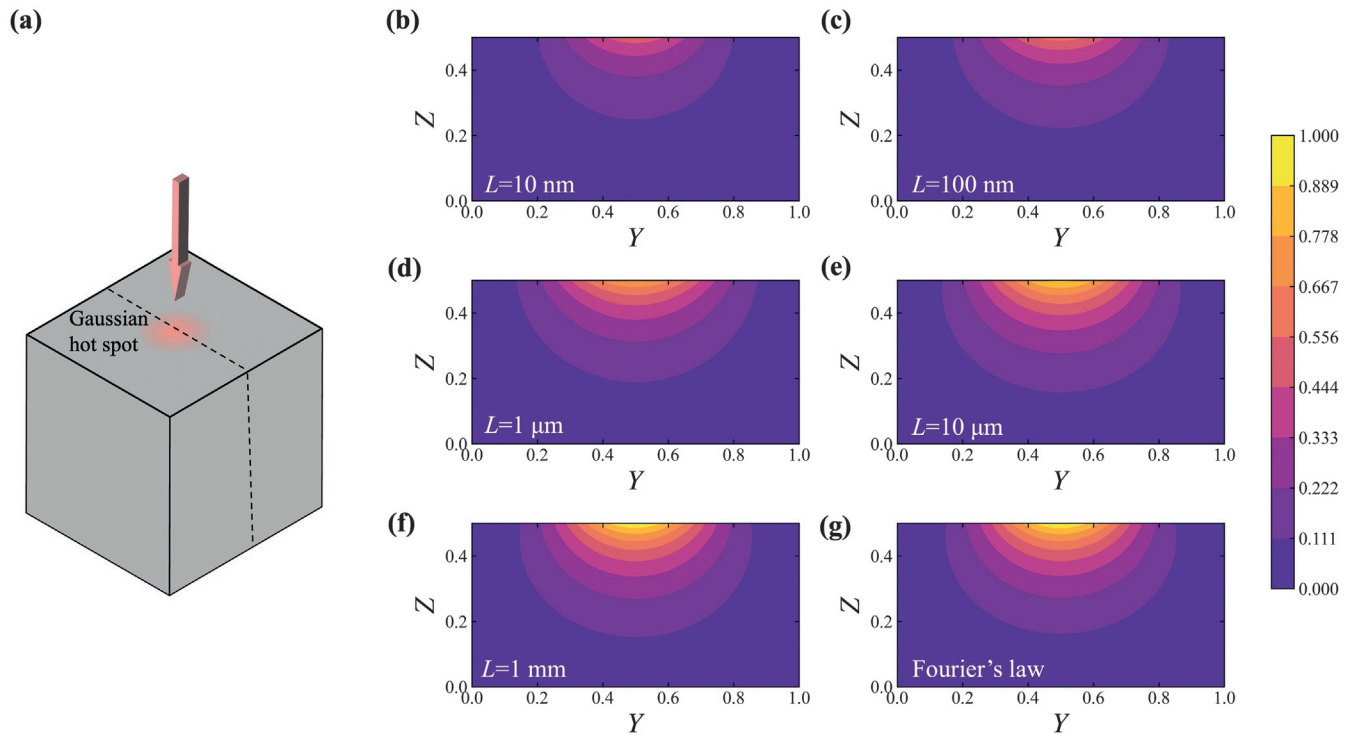 (a)
Gaussian
hot spot
(b)
0.4
0.2
0.0
Z
L=10 nm
0.0 0.2 0.4 0.6 0.8 1.0
Y
(c)
0.4
0.2
0.0
Z
L=100 nm
0.0 0.2 0.4 0.6 0.8 1.0
Y
(d)
0.4
0.2
0.0
Z
L=1 μm
0.0 0.2 0.4 0.6 0.8 1.0
Y
(e)
0.4
0.2
0.0
Z
L=10 μm
0.0 0.2 0.4 0.6 0.8 1.0
Y
(f)
0.4
0.2
0.0
Z
L=1 mm
0.0 0.2 0.4 0.6 0.8 1.0
Y
(g)
0.4
0.2
0.0
Z
Fourier’s law
0.0 0.2 0.4 0.6 0.8 1.0
Y
1.000
0.889
0.778
0.667
0.556
0.444
0.333
0.222
0.111
0.000